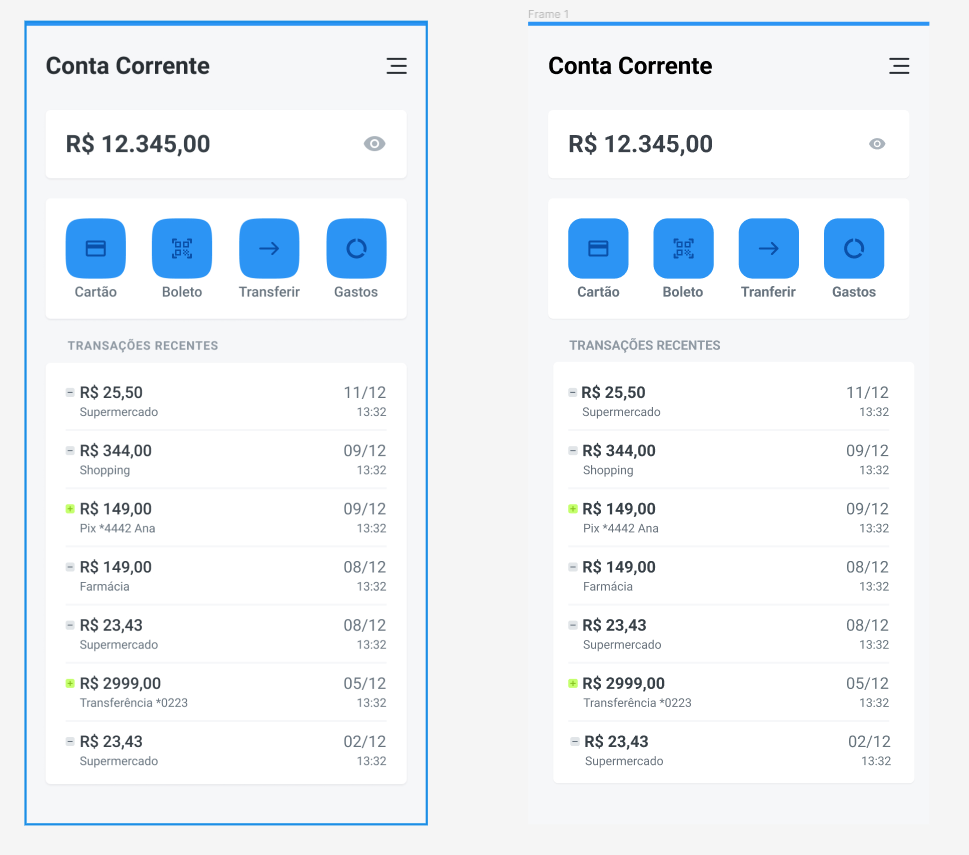 Conta Corrente
R$ 12.345,00
Cartão Boleto Transferir Gastos
TRANSAÇÕES RECENTES
R$ 25,50 11/12
Supermercado 13:32
R$ 344,00 09/12
Shopping 13:32
R$ 149,00 09/12
Pix *4442 Ana 13:32
R$ 149,00 08/12
Farmácia 13:32
R$ 23,43 08/12
Supermercado 13:32
R$ 2999,00 05/12
Transferência *0223 13:32
R$ 23,43 02/12
Supermercado 13:32
Frame 1
Conta Corrente
R$ 12.345,00
Cartão Boleto Tranferir Gastos
TRANSAÇÕES RECENTES
R$ 25,50 11/12
Supermercado 13:32
R$ 344,00 09/12
Shopping 13:32
R$ 149,00 09/12
Pix *4442 Ana 13:32
R$ 149,00 08/12
Farmácia 13:32
R$ 23,43 08/12
Supermercado 13:32
R$ 2999,00 05/12
Transferência *0223 13:32
R$ 23,43 02/12
Supermercado 13:32